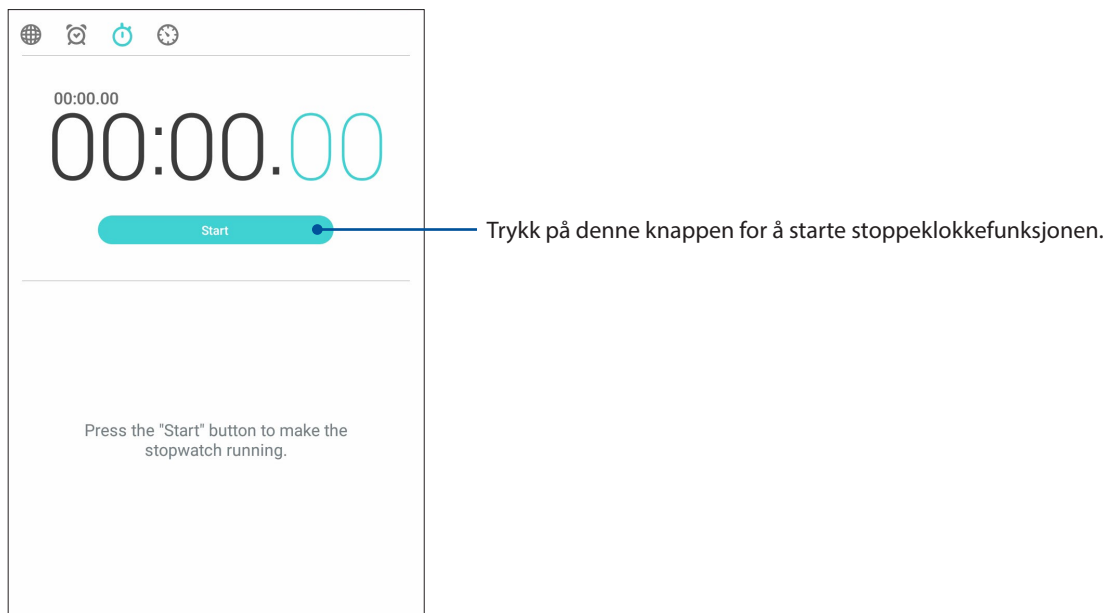 00:00.00
00:00.00
Start
Trykk på denne knappen for å starte stoppeklokkefunksjonen.
Press the "Start" button to make the
stopwatch running.